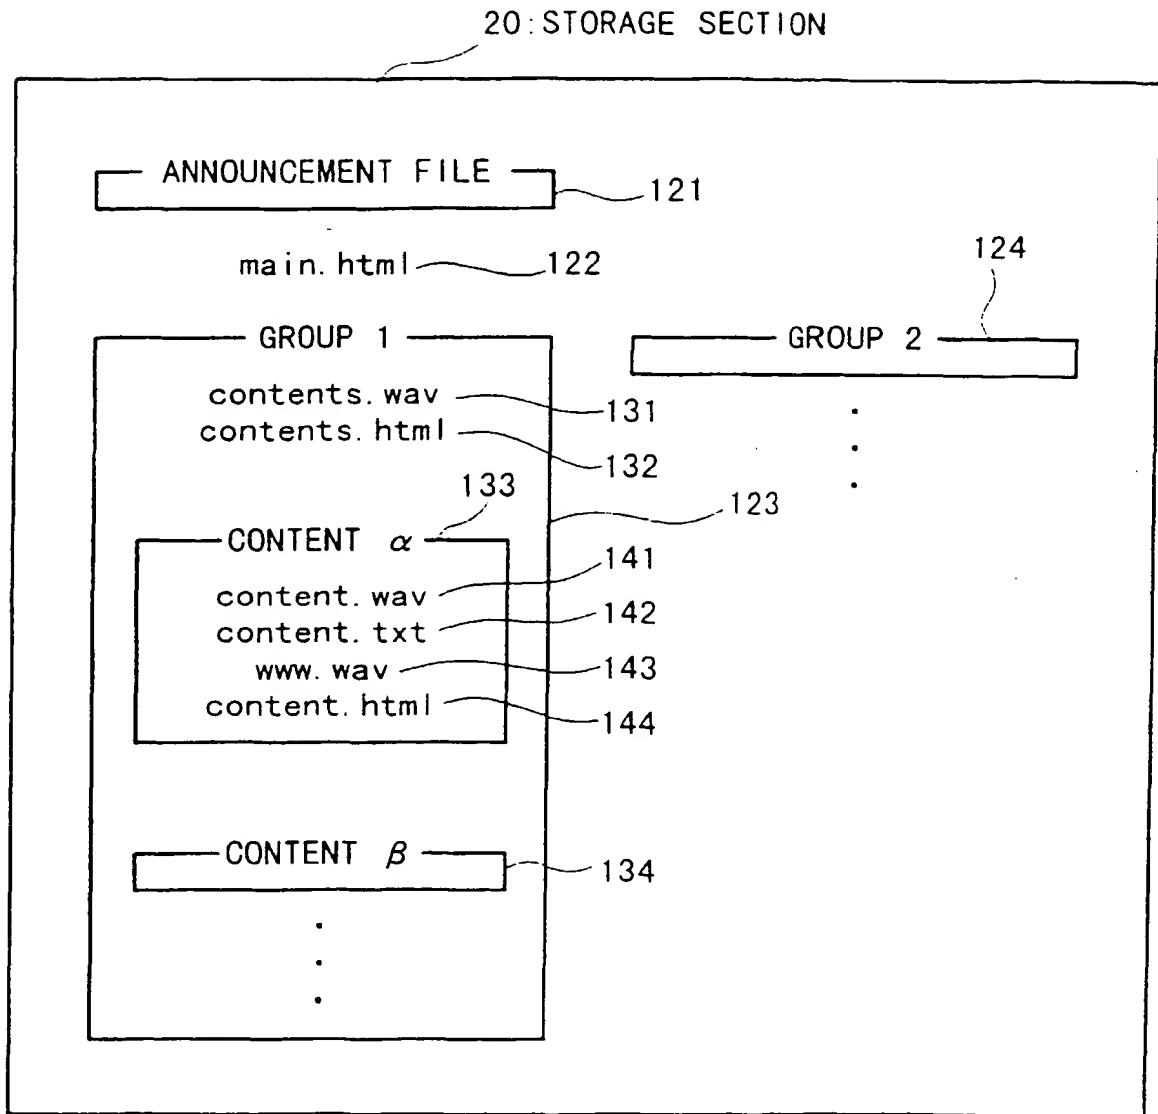 20:STORAGE SECTION
ANNOUNCEMENT FILE
121
main.html
122
124
GROUP 1
GROUP 2
contents.wav
131
contents.html
132
133
123
CONTENT α
141
content.wav
142
content.txt
www.wav
143
content.html
144
CONTENT β
134